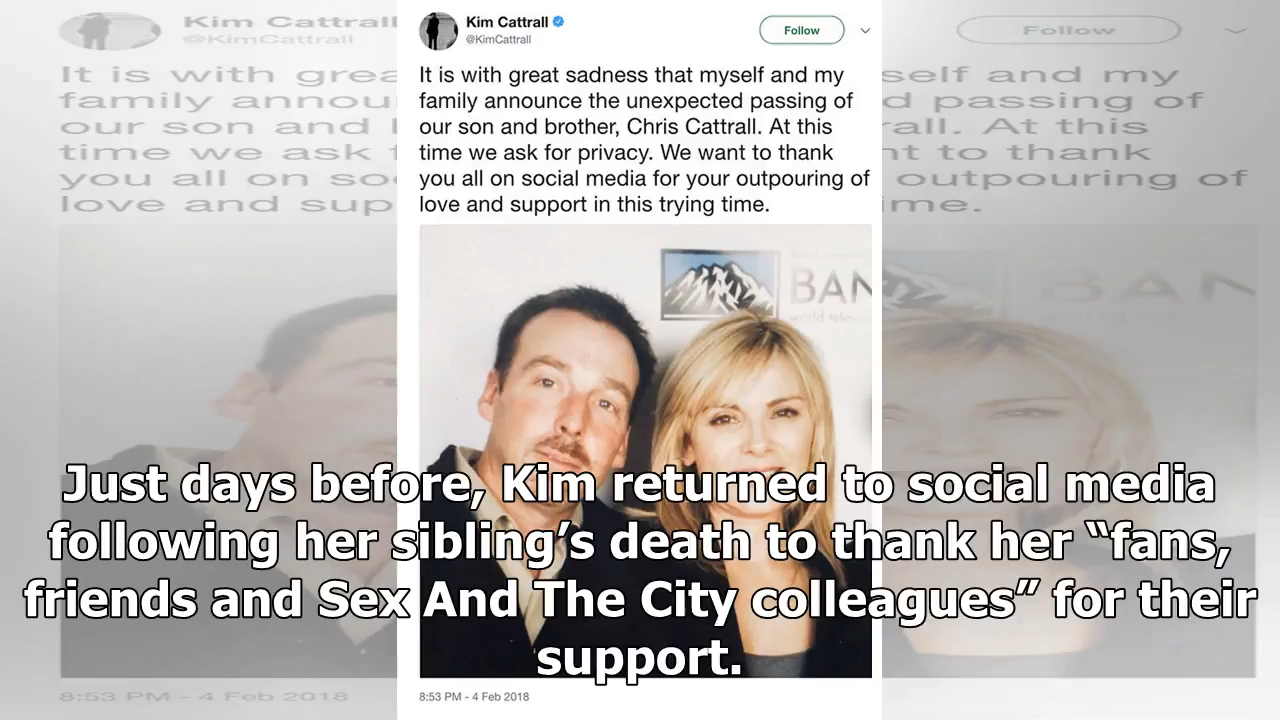 Kim Cattrall
@KimCattrall
Follow
It is with great sadness that myself and my
family announce the unexpected passing of
our son and brother, Chris Cattrall. At this
time we ask for privacy. We want to thank
you all on social media for your outpouring of
love and support in this trying time.
BAN
Just days before, Kim returned to social media
following her sibling’s death to thank her “fans,
friends and Sex And The City colleagues” for their
support.
8:53 PM - 4 Feb 2018